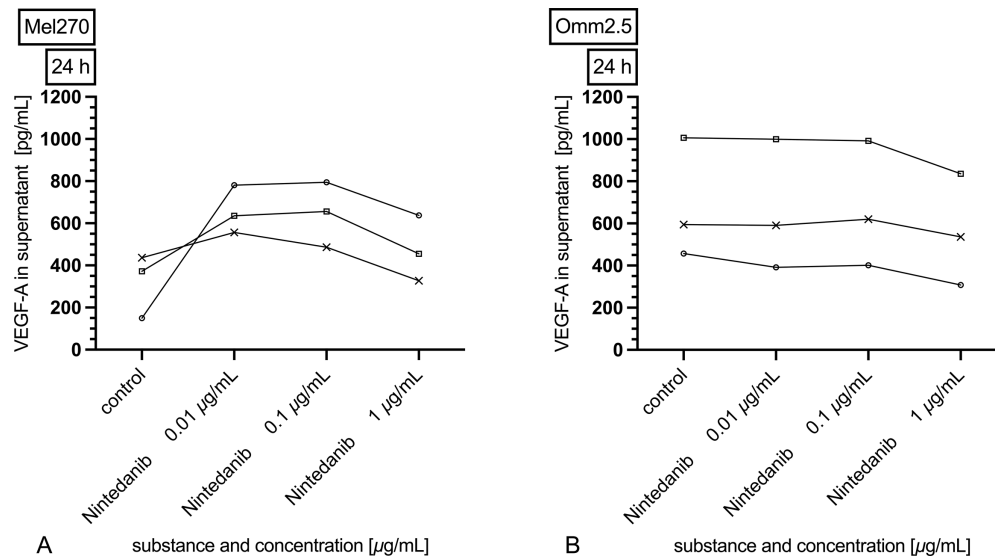 Mel270
24 h
VEGF-A in supernatant [pg/mL]
1200
1000
800
600
400
200
0
control
Nintedanib 0.01 µg/mL
Nintedanib 0.1 µg/mL
Nintedanib 1 µg/mL
A
substance and concentration [µg/mL]
Omm2.5
24 h
VEGF-A in supernatant [pg/mL]
1200
1000
800
600
400
200
0
control
Nintedanib 0.01 µg/mL
Nintedanib 0.1 µg/mL
Nintedanib 1 µg/mL
B
substance and concentration [µg/mL]